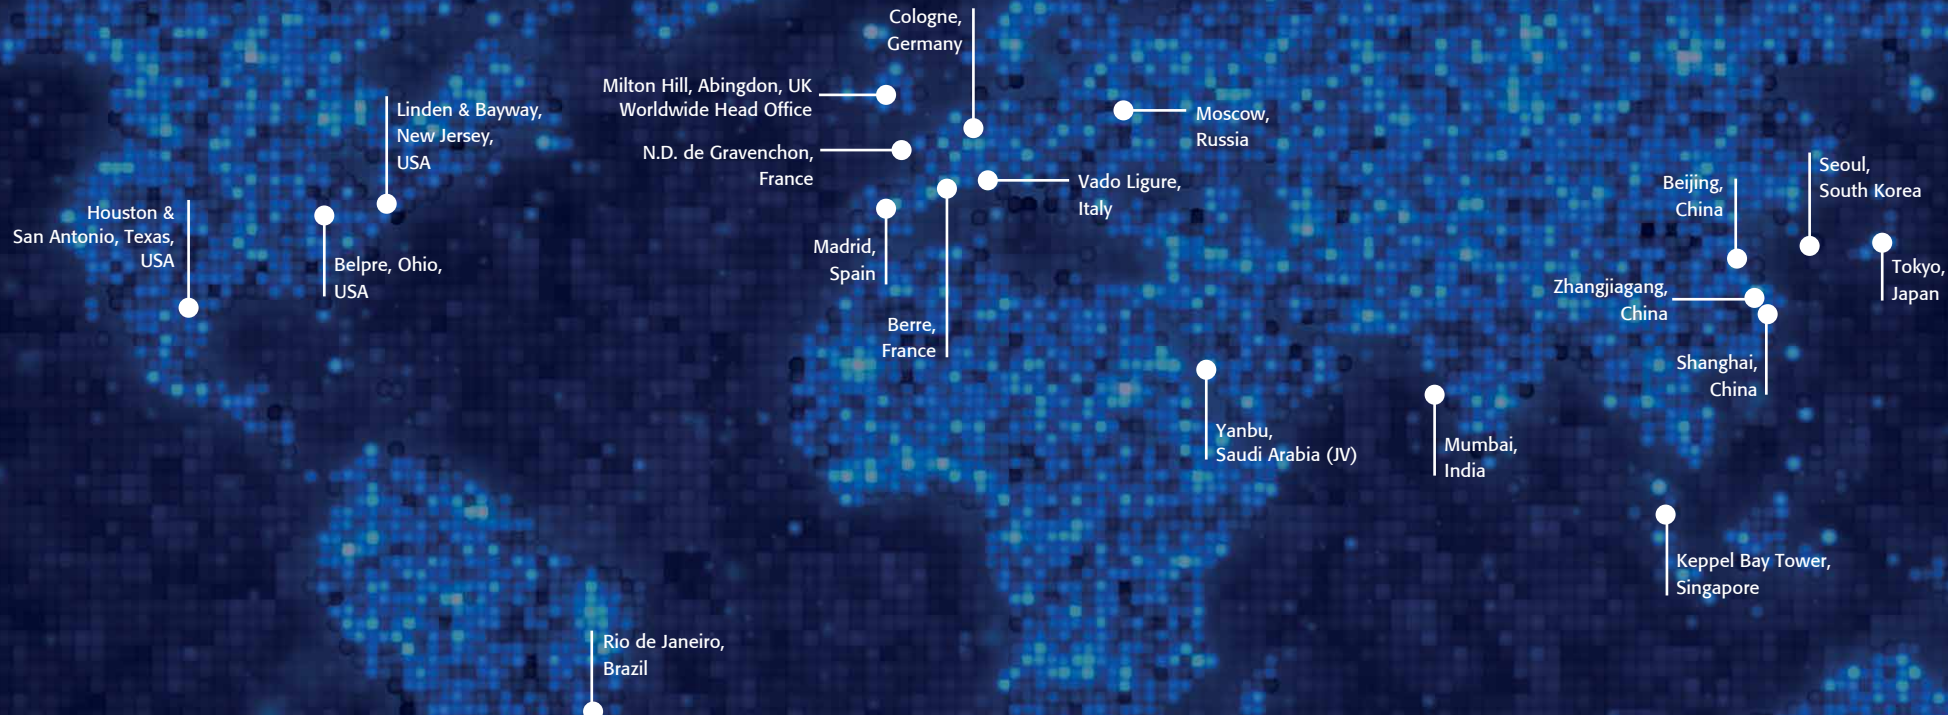 Cologne,
Germany
Milton Hill, Abingdon, UK
Worldwide Head Office
Linden & Bayway,
New Jersey,
USA
Moscow,
Russia
N.D. de Gravenchon,
France
Vado Ligure,
Italy
Seoul,
South Korea
Beijing,
China
Houston &
San Antonio, Texas,
USA
Madrid,
Spain
Belpre, Ohio,
USA
Tokyo,
Japan
Zhangjiagang,
China
Berre,
France
Shanghai,
China
Yanbu,
Saudi Arabia (JV)
Mumbai,
India
Keppel Bay Tower,
Singapore
Rio de Janeiro,
Brazil